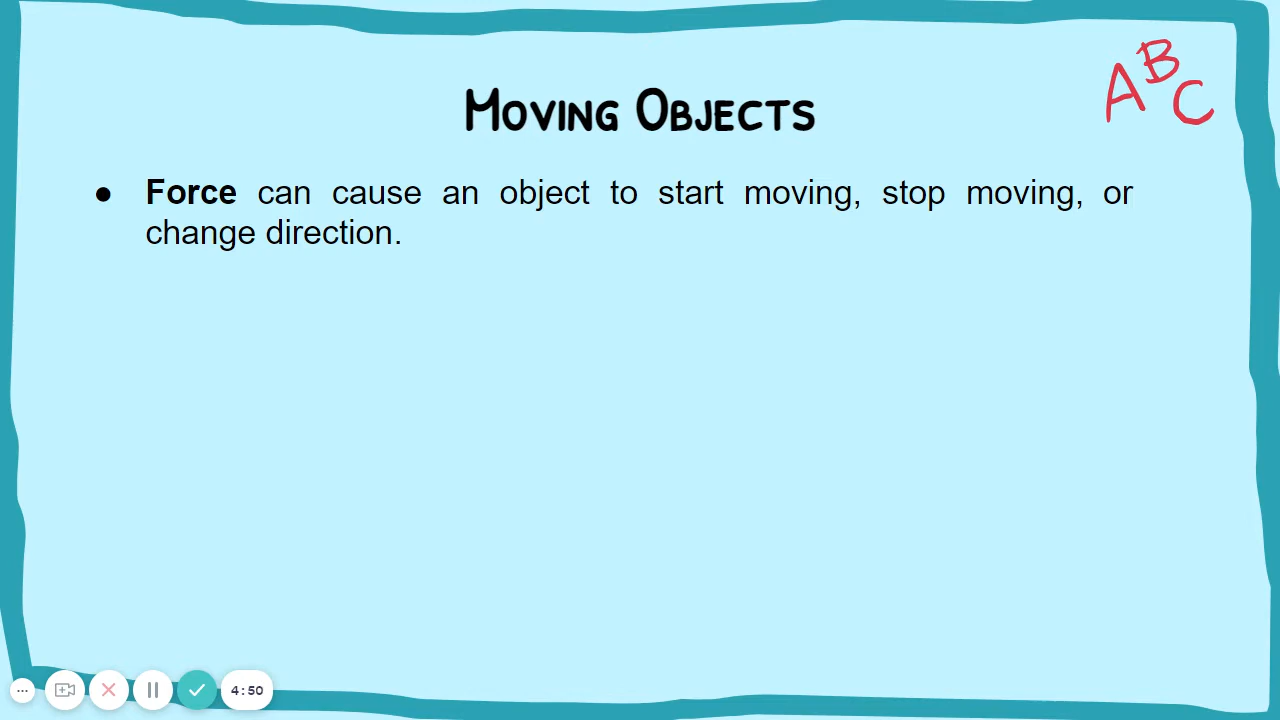 A B C
Moving Objects
● Force can cause an object to start moving, stop moving, or
change direction.
4:50